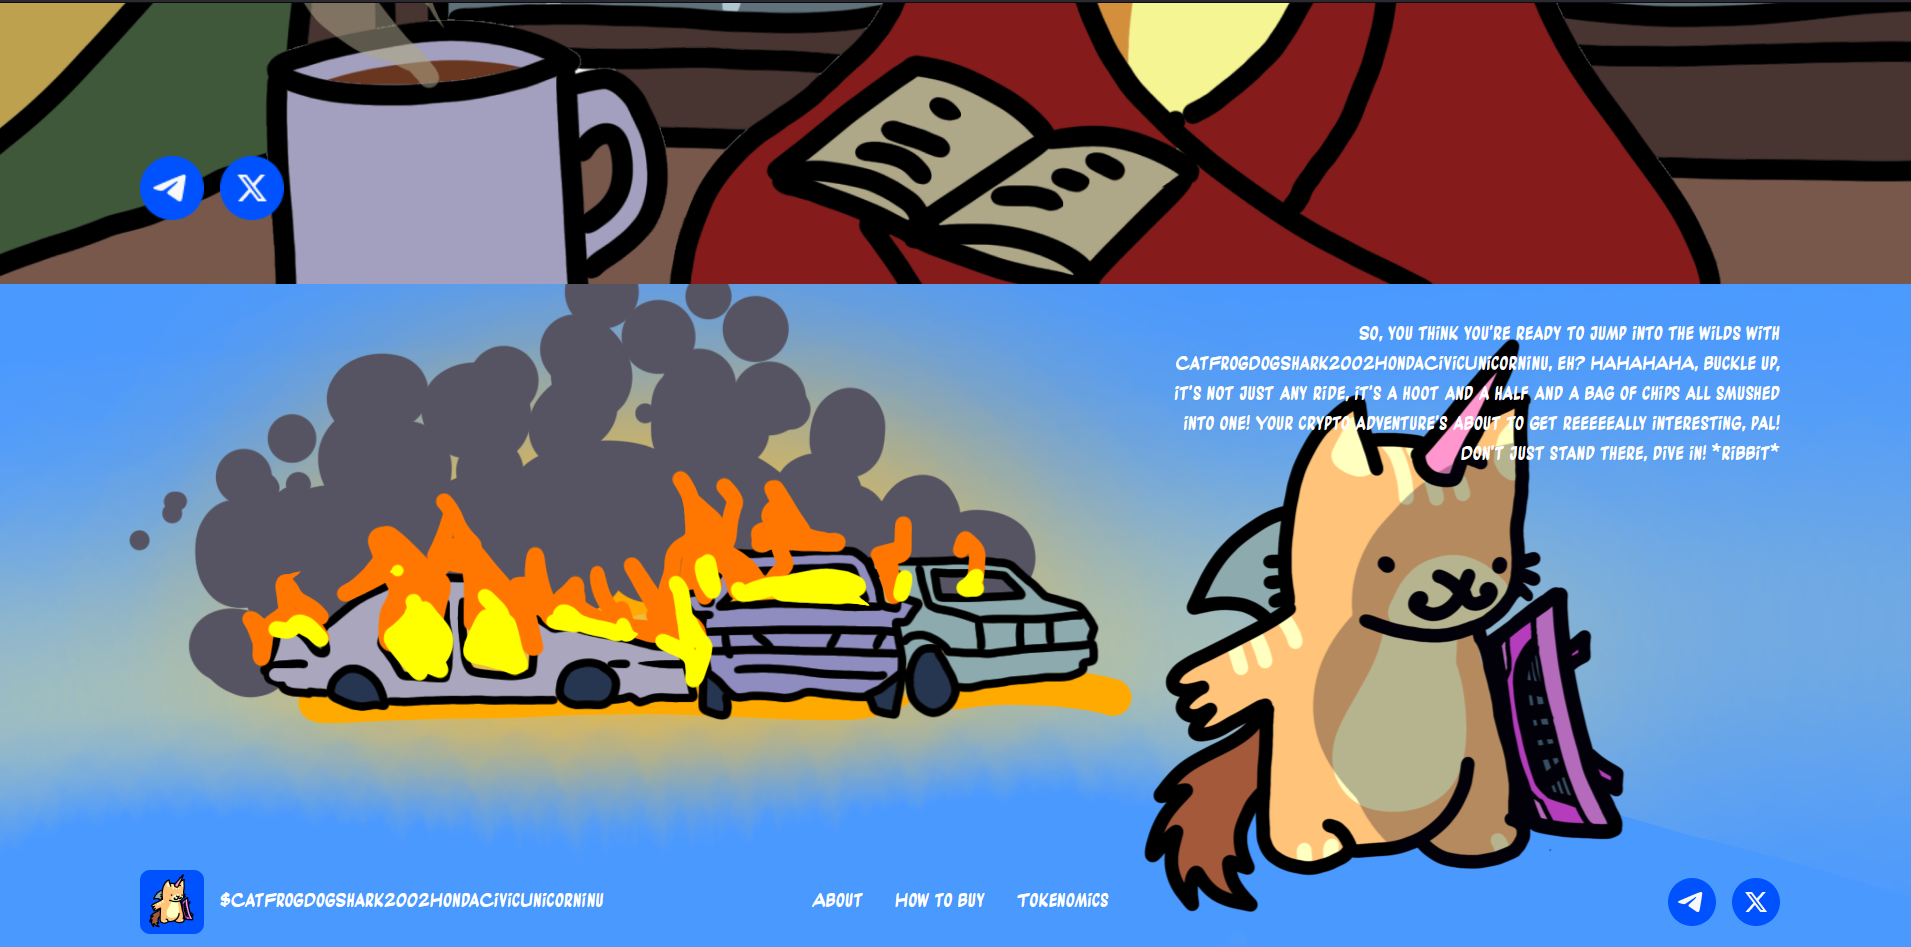 SO, YOU THINK YOU'RE READY TO JUMP INTO THE WILDS WITH
CATFROGDOGSHARK2002HONDACIVICUNICORNINU, EH? HAHAHAHA, BUCKLE UP,
IT'S NOT JUST ANY RIDE, IT'S A HOOT AND A HALF AND A BAG OF CHIPS ALL SMUSHED
INTO ONE! YOUR CRYPTO ADVENTURE'S ABOUT TO GET REEEEEALLY INTERESTING, PAL!
DON'T JUST STAND THERE, DIVE IN! *RIBBIT*
$CATFROGDOGSHARK2002HONDACIVICUNICORNINU
ABOUT
HOW TO BUY
TOKENOMICS